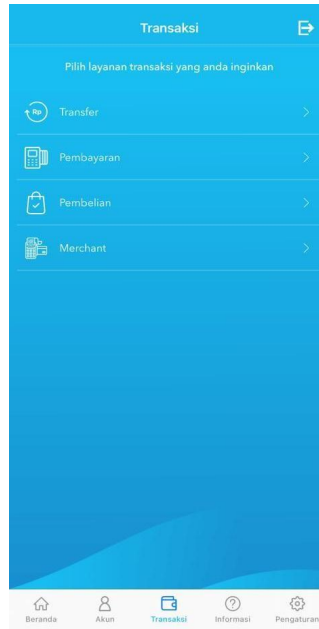 Transaksi
Pilih layanan transaksi yang anda inginkan
Rp
Transfer
Pembayaran
Pembelian
Merchant
Beranda
Akun
Transaksi
Informasi
Pengaturan